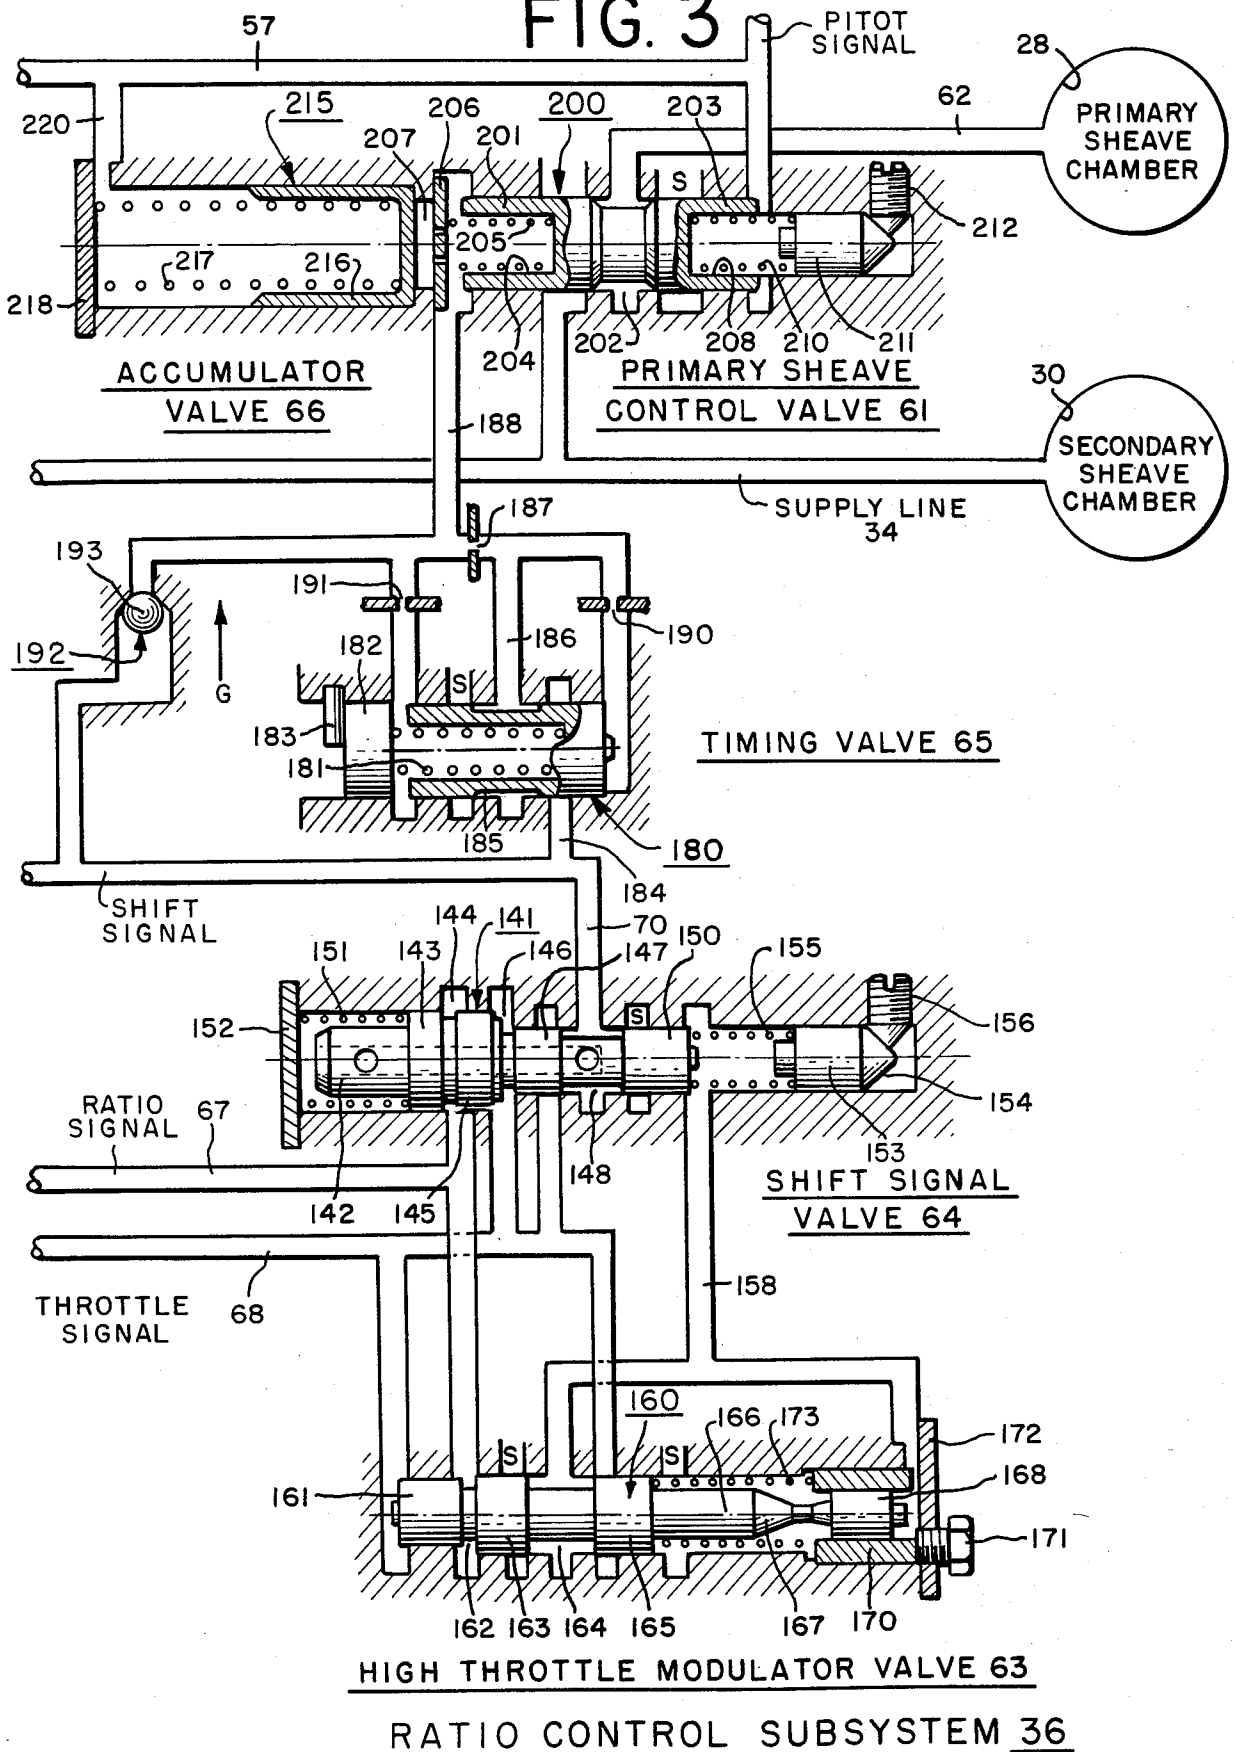 FIG. 3
57
PITOT
SIGNAL
28
PRIMARY
SHEAVE
CHAMBER
62
220
215
206
207
201
200
203
S
212
205
217
216
218
204
202
208
210
211
ACCUMULATOR
VALVE 66
PRIMARY SHEAVE
CONTROL VALVE 61
30
SECONDARY
SHEAVE
CHAMBER
188
SUPPLY LINE
34
187
193
191
190
192
G
182
186
S
183
181
185
TIMING VALVE 65
180
184
SHIFT
SIGNAL
70
144
141
146
147
150
151
143
155
152
S
156
154
153
148
RATIO
SIGNAL
67
142
145
SHIFT SIGNAL
VALVE 64
68
THROTTLE
SIGNAL
158
160
166
173
172
S
S
161
168
171
162
163
164
165
167
170
HIGH THROTTLE MODULATOR VALVE 63
RATIO CONTROL SUBSYSTEM 36